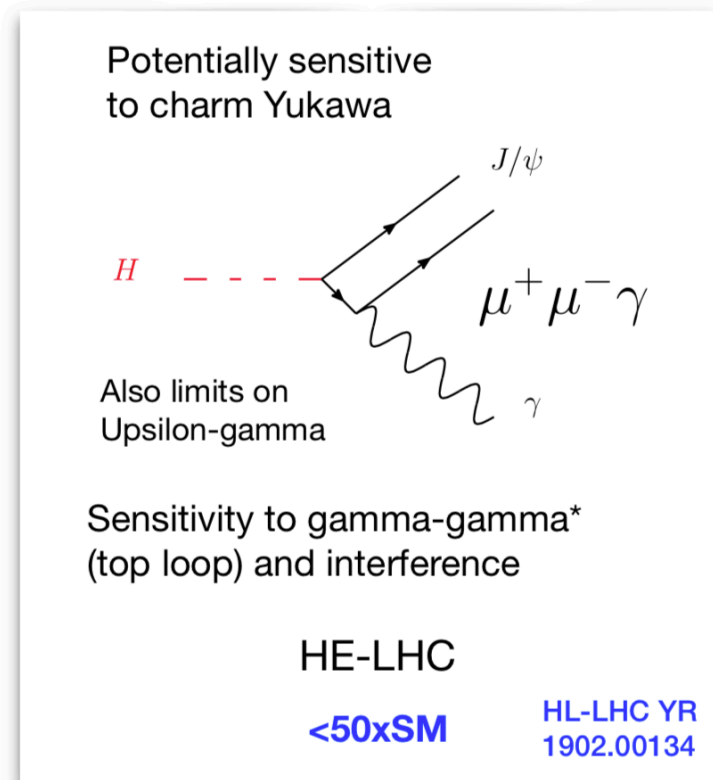 Potentially sensitive
to charm Yukawa
J/ψ
H
μ⁺μ⁻γ
Also limits on
Upsilon-gamma
γ
Sensitivity to gamma-gamma*
(top loop) and interference
HE-LHC
<50xSM
HL-LHC YR
1902.00134